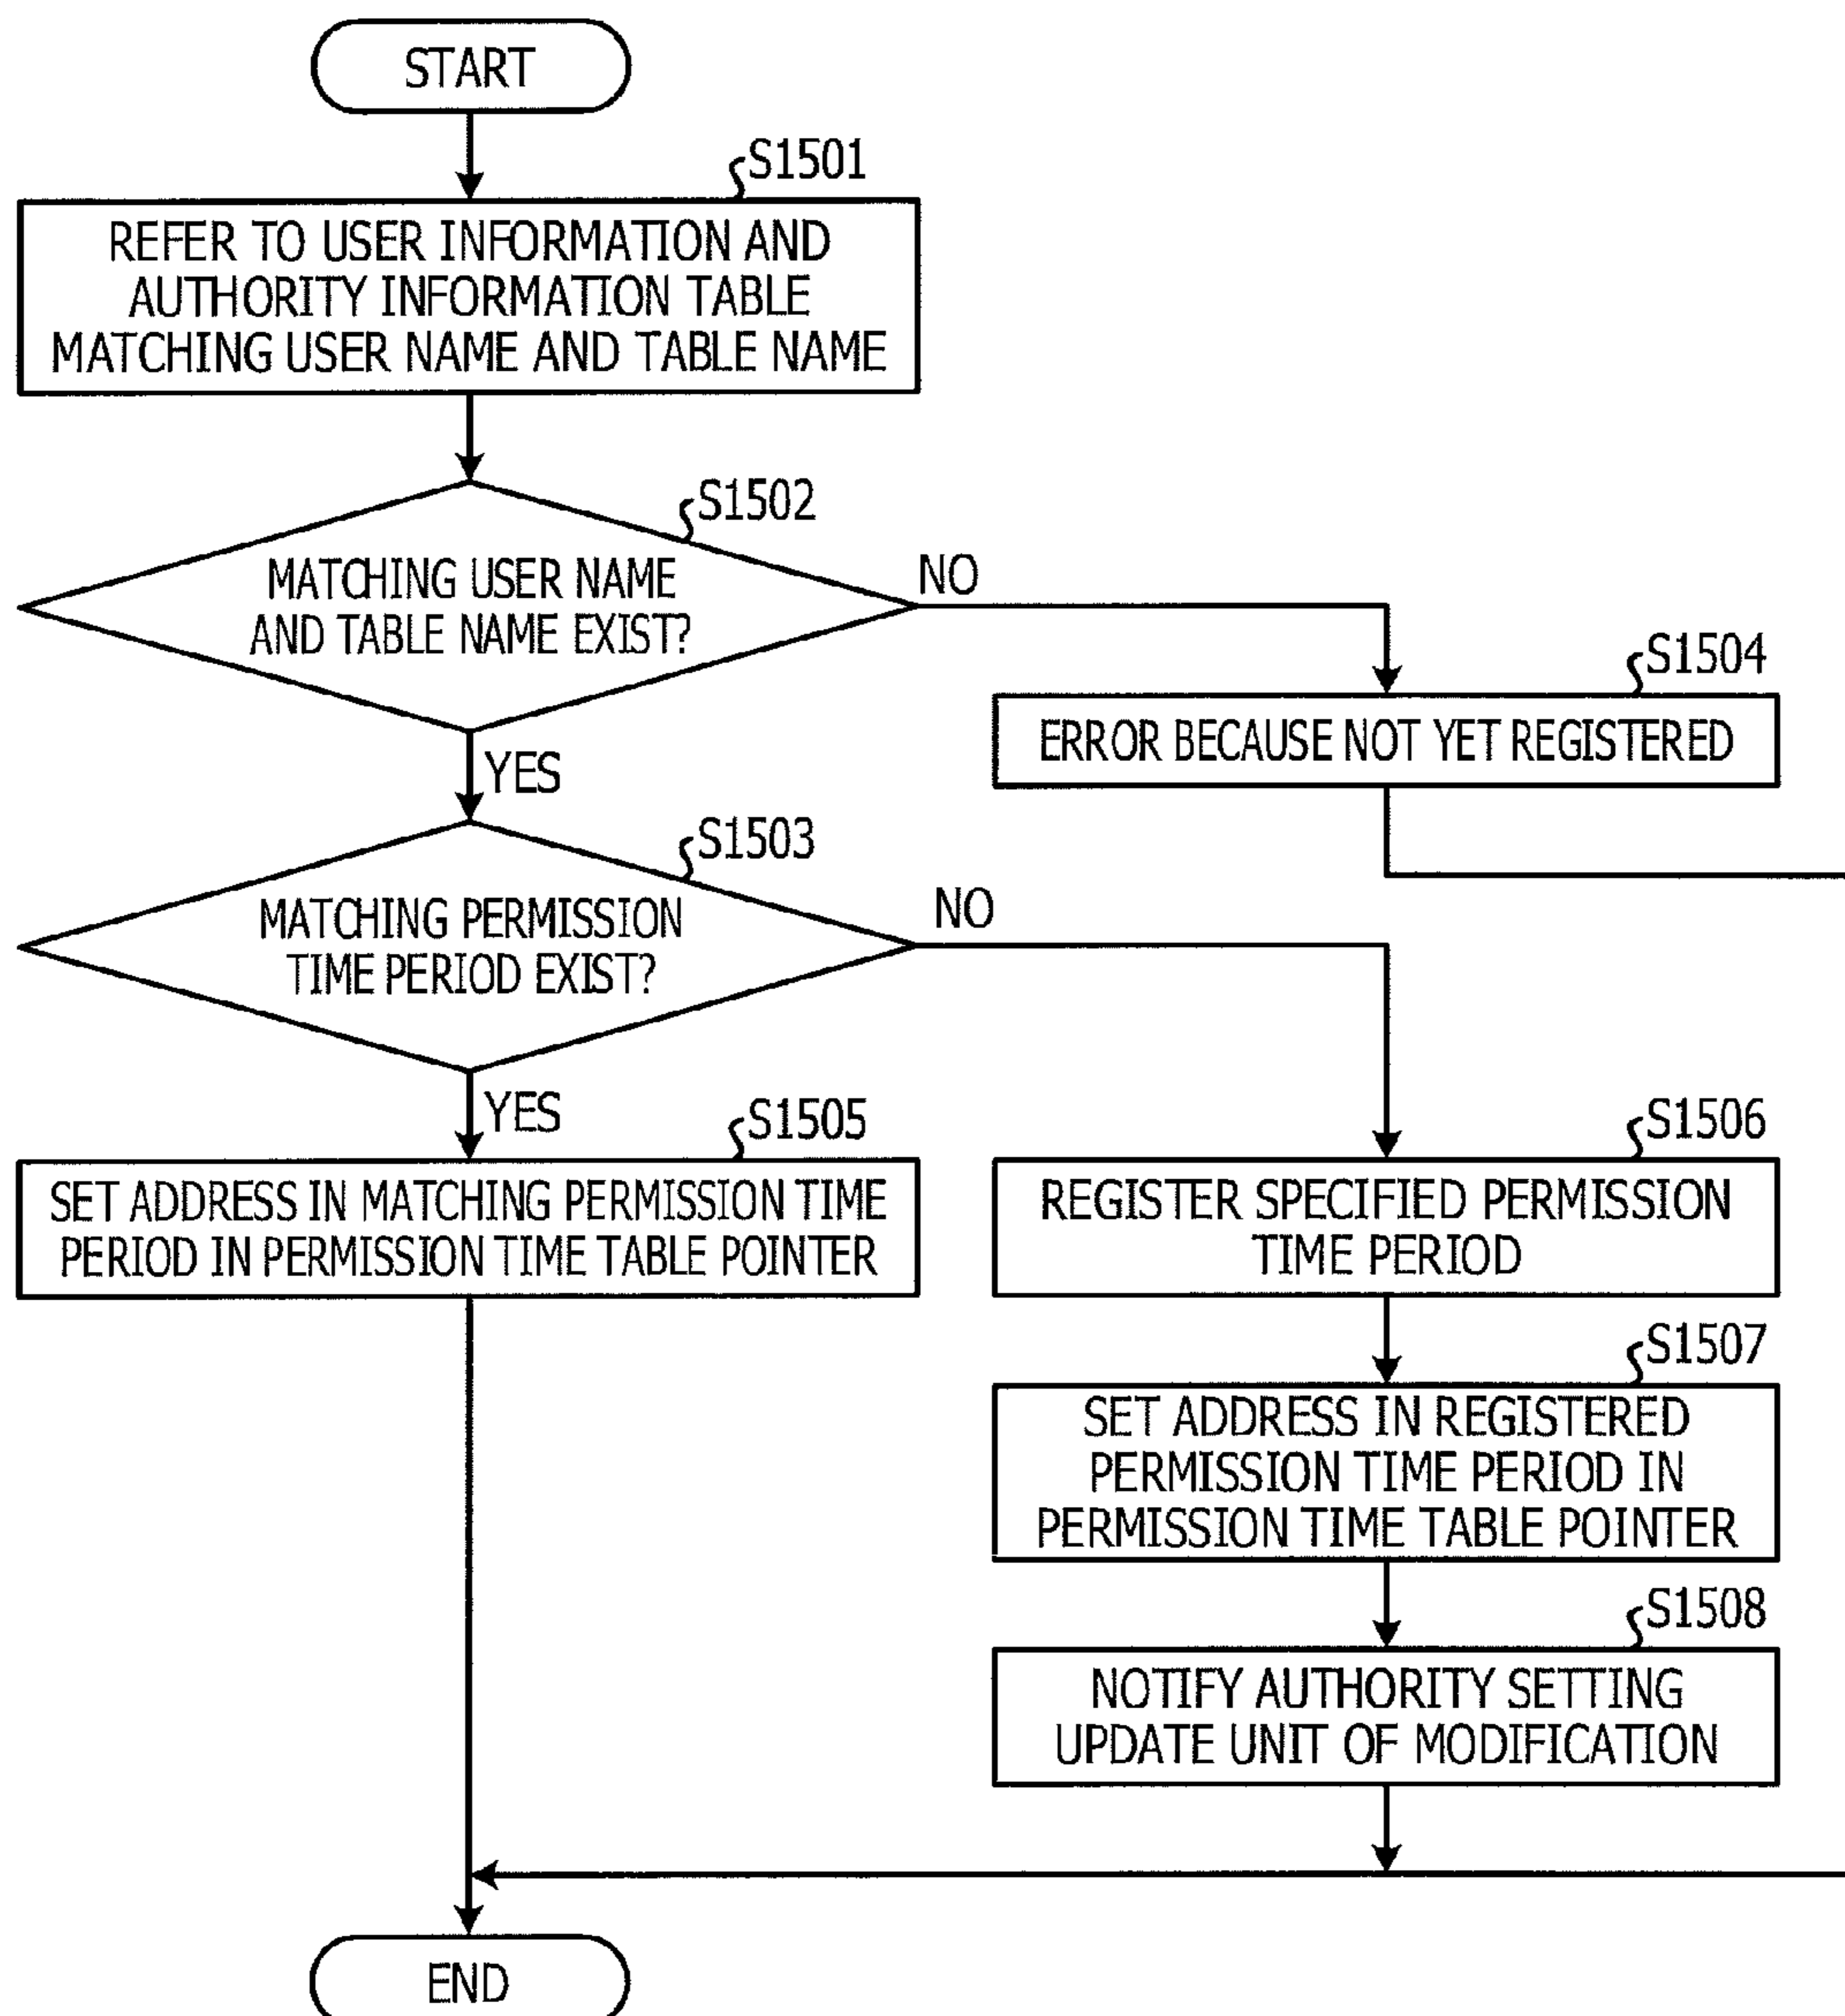 START
S1501
REFER TO USER INFORMATION AND
AUTHORITY INFORMATION TABLE
MATCHING USER NAME AND TABLE NAME
S1502
MATCHING USER NAME
AND TABLE NAME EXIST?
NO
YES
S1504
ERROR BECAUSE NOT YET REGISTERED
S1503
MATCHING PERMISSION
TIME PERIOD EXIST?
NO
YES
S1505
SET ADDRESS IN MATCHING PERMISSION TIME
PERIOD IN PERMISSION TIME TABLE POINTER
S1506
REGISTER SPECIFIED PERMISSION
TIME PERIOD
S1507
SET ADDRESS IN REGISTERED
PERMISSION TIME PERIOD IN
PERMISSION TIME TABLE POINTER
S1508
NOTIFY AUTHORITY SETTING
UPDATE UNIT OF MODIFICATION
END